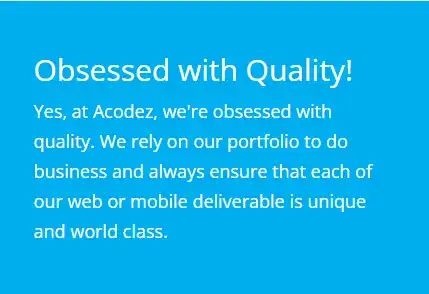 Obsessed with Quality!
Yes, at Acodez, we're obsessed with
quality. We rely on our portfolio to do
business and always ensure that each of
our web or mobile deliverable is unique
and world class.